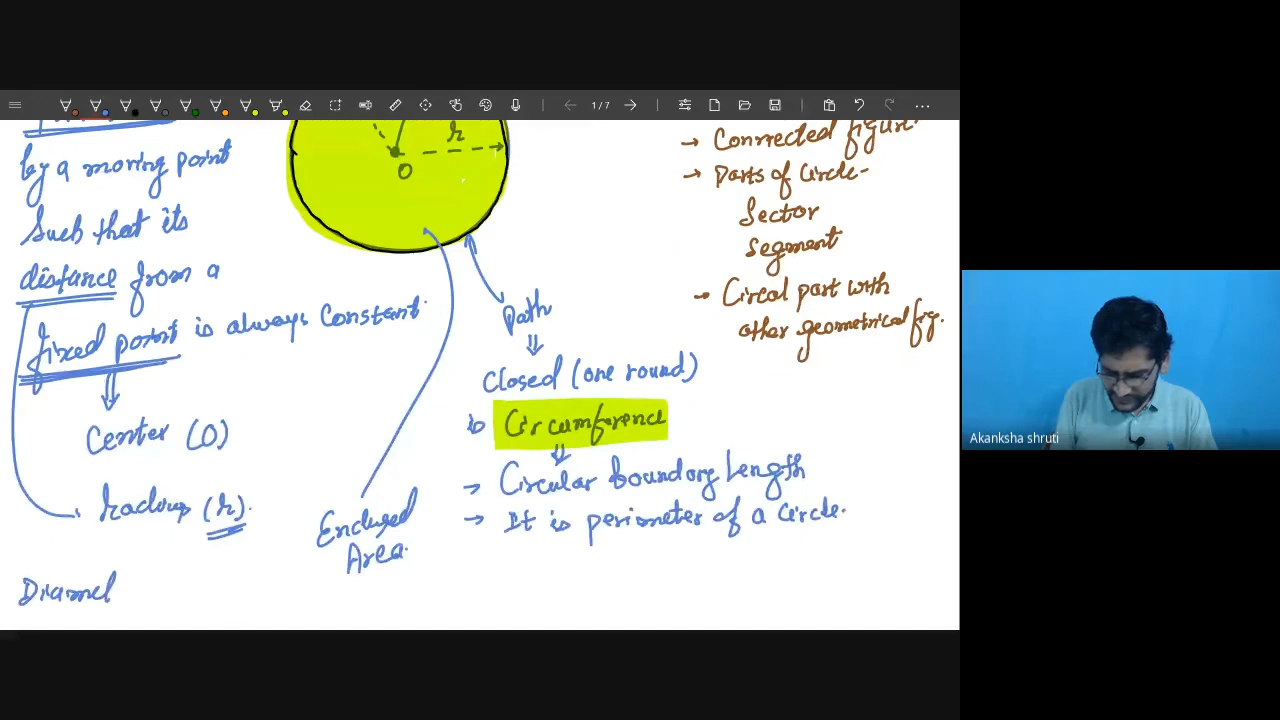 1/7
by a moving point
Such that its
distance from a
fixed point is always constant.
Center (O)
radius (r).
Diamet
r
O
Enclosed
Area.
Path
Closed (one round)
Circumference
→ Circular boundary Length
→ It is perimeter of a circle.
→ Connected figure.
→ Parts of Circle-
Sector
Segment
→ Circal part with
other geometrical fig.
Akanksha shruti